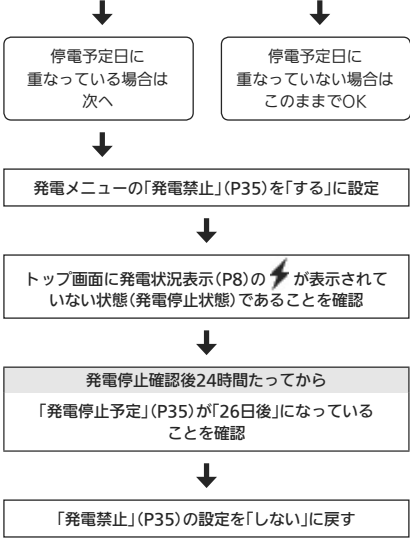 停電予定日に
重なっている場合は
次へ
停電予定日に
重なっていない場合は
このままでOK
発電メニューの「発電禁止」(P35)を「する」に設定
トップ画面に発電状況表示(P8)の が表示されて
いない状態(発電停止状態)であることを確認
発電停止確認後24時間たってから
「発電停止予定」(P35)が「26日後」になっている
ことを確認
「発電禁止」(P35)の設定を「しない」に戻す